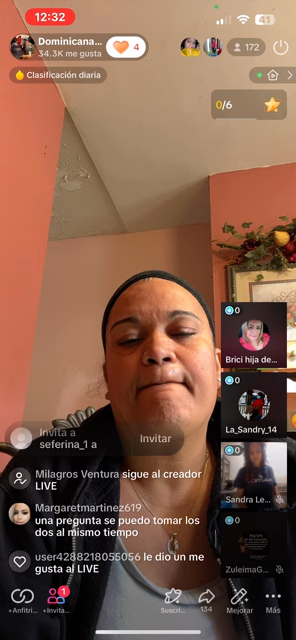 12:32
43
Dominicana...
34.3K me gusta
4
172
Clasificación diaria
0/6
0
Brici hija de...
0
La_Sandry_14
0
Sandra Le...
0
ZuleimaG...
Invita a
seferina_1 a
Invitar
Milagros Ventura sigue al creador
LIVE
Margaretmartinez619
una pregunta se puedo tomar los
dos al mismo tiempo
user4288218055056 le dio un me
gusta al LIVE
1
+Anfitri...
+Invita...
Suscri...
134
Mejorar
Más